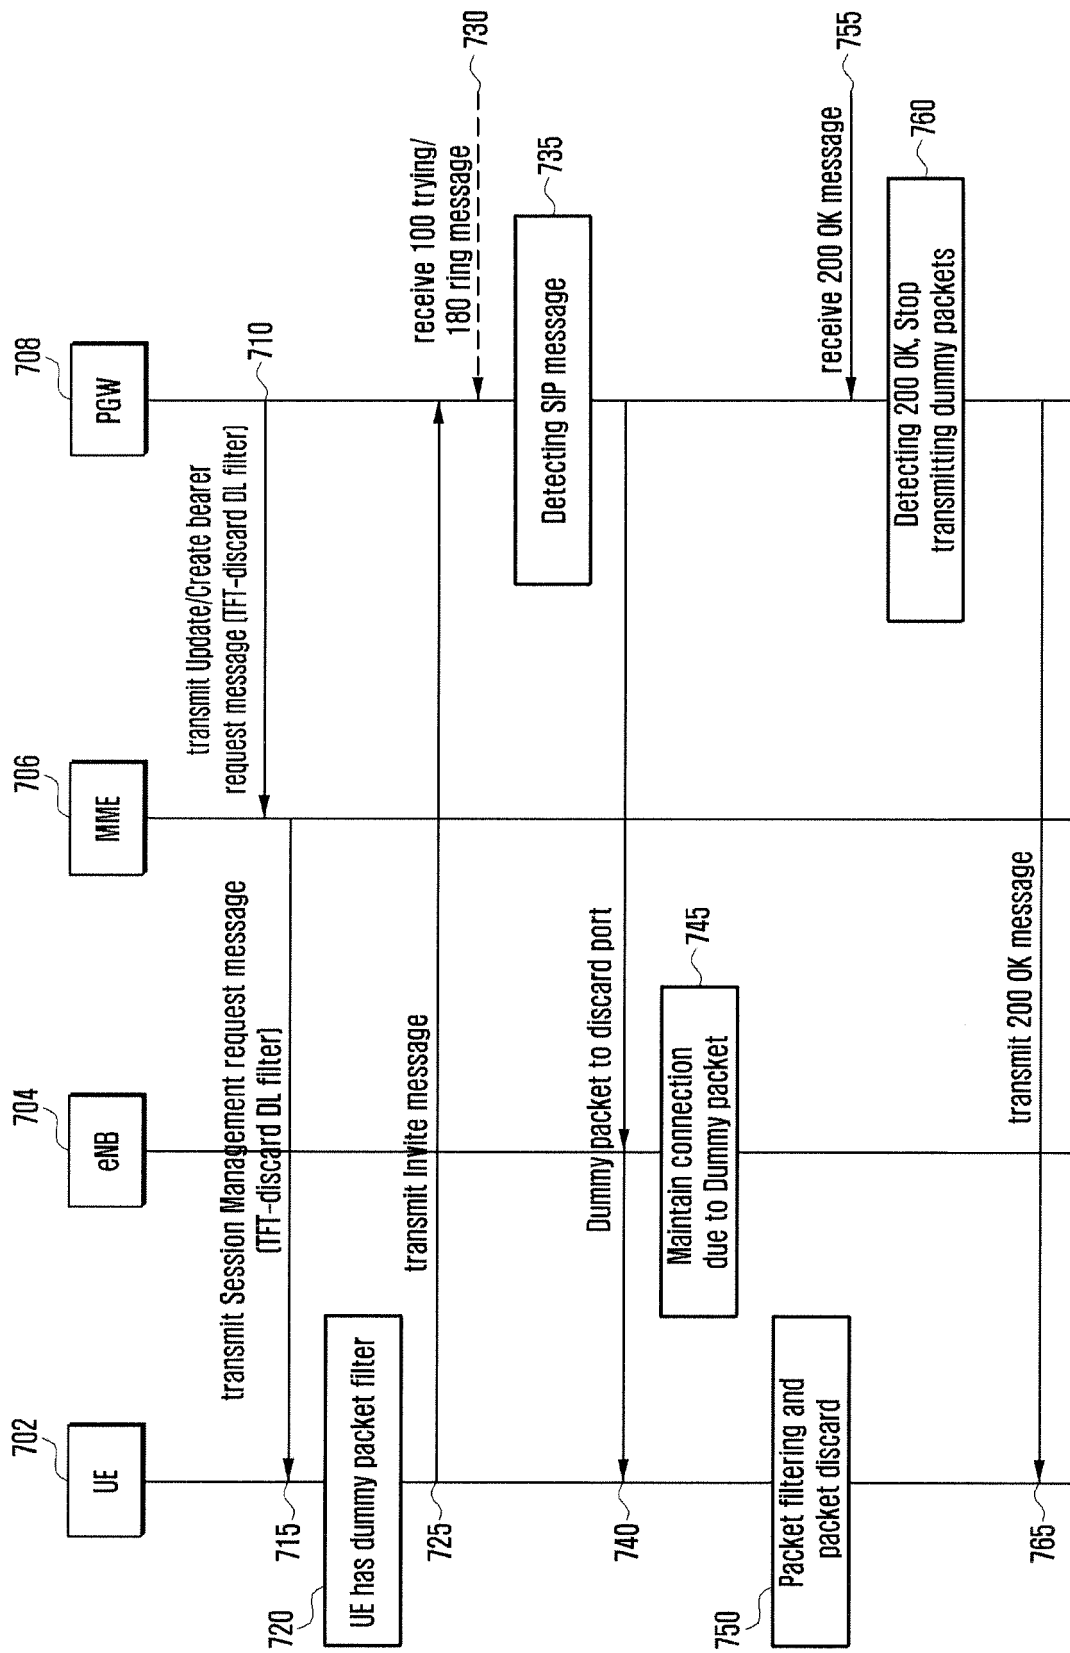 702
UE
704
eNB
706
MME
708
PGW
transmit Update/Create bearer
request message (TFT-discard DL filter)
710
transmit Session Management request message
(TFT-discard DL filter)
715
720
UE has dummy packet filter
transmit Invite message
725
receive 100 trying/
180 ring message
730
Detecting SIP message
735
Dummy packet to discard port
740
Maintain connection
due to Dummy packet
745
750
Packet filtering and
packet discard
receive 200 OK message
755
Detecting 200 OK, Stop
transmitting dummy packets
760
transmit 200 OK message
765